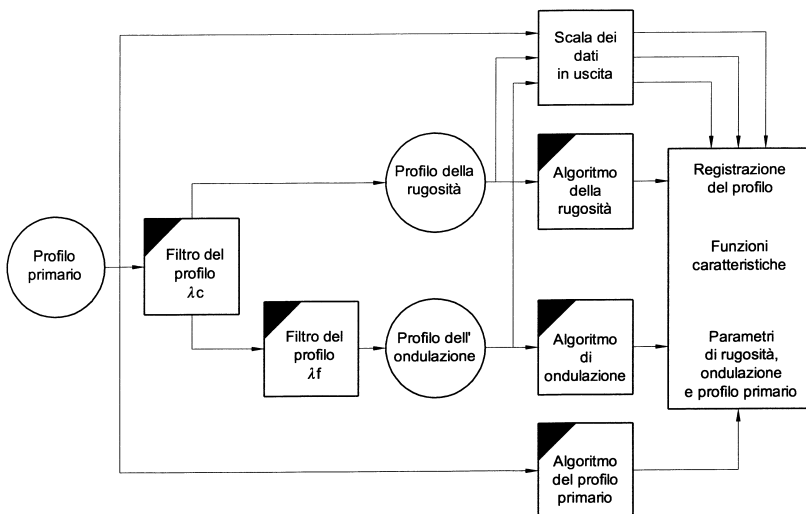 Scala dei
dati
in uscita
Profilo della
rugosità
Algoritmo
della
rugosità
Registrazione
del profilo
Funzioni
caratteristiche
Parametri
di rugosità,
ondulazione
e profilo primario
Profilo
primario
Filtro del
profilo
λc
Filtro del
profilo
λf
Profilo dell'
ondulazione
Algoritmo
di
ondulazione
Algoritmo
del profilo
primario